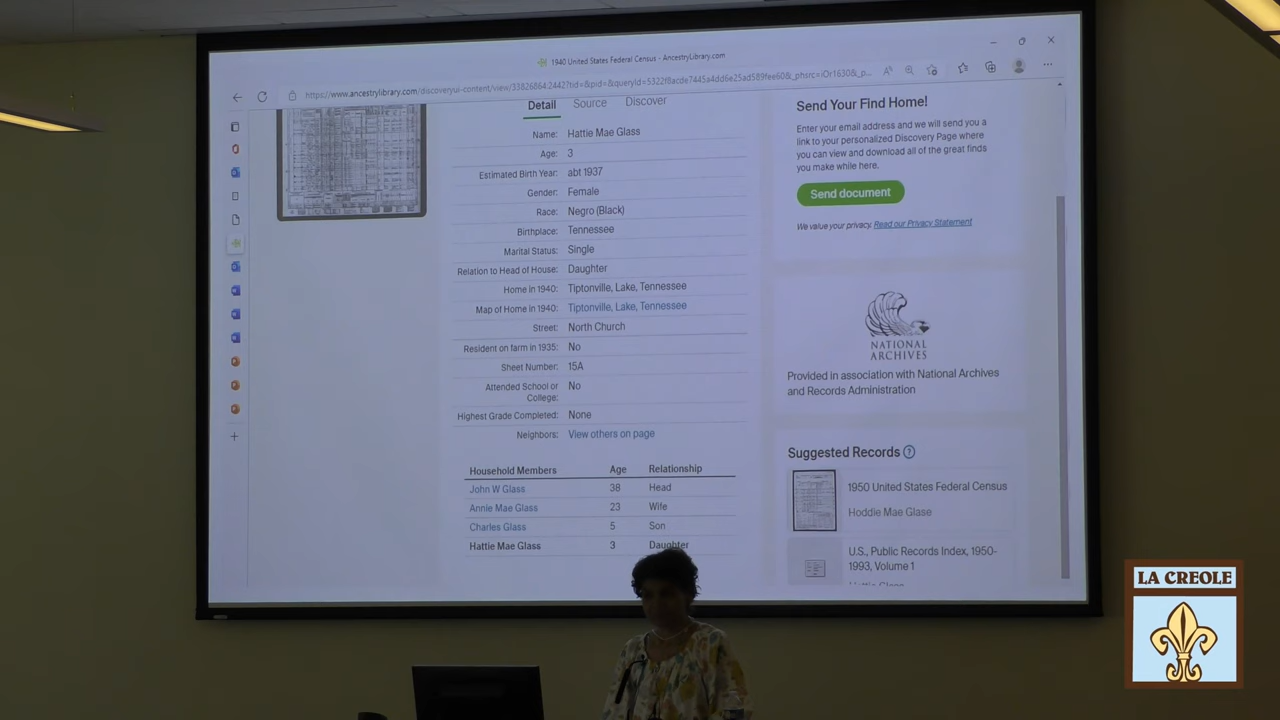 1940 United States Federal Census - AncestryLibrary.com
Detail Source Discover
Name: Hattie Mae Glass
Age: 3
Estimated Birth Year: abt 1937
Gender: Female
Race: Negro (Black)
Birthplace: Tennessee
Marital Status: Single
Relation to Head of House: Daughter
Home in 1940: Tiptonville, Lake, Tennessee
Map of Home in 1940: Tiptonville, Lake, Tennessee
Street: North Church
Resident on farm in 1935: No
Sheet Number: 15A
Attended School or
College: No
Highest Grade Completed: None
Neighbors: View others on page
Household Members Age Relationship
John W Glass 38 Head
Annie Mae Glass 23 Wife
Charles Glass 5 Son
Hattie Mae Glass 3 Daughter
Send Your Find Home!
Enter your email address and we will send you a
link to your personalized Discovery Page where
you can view and download all of the great finds
you make while here.
Send document
We value your privacy. Read our Privacy Statement
NATIONAL
ARCHIVES
Provided in association with National Archives
and Records Administration
Suggested Records ?
1950 United States Federal Census
Hoddie Mae Glase
U.S., Public Records Index, 1950-
1993, Volume 1
LA CREOLE